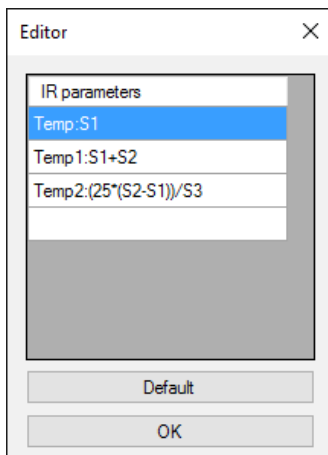 Editor
IR parameters
Temp:S1
Temp1:S1+S2
Temp2:(25*(S2-S1))/S3
Default
OK